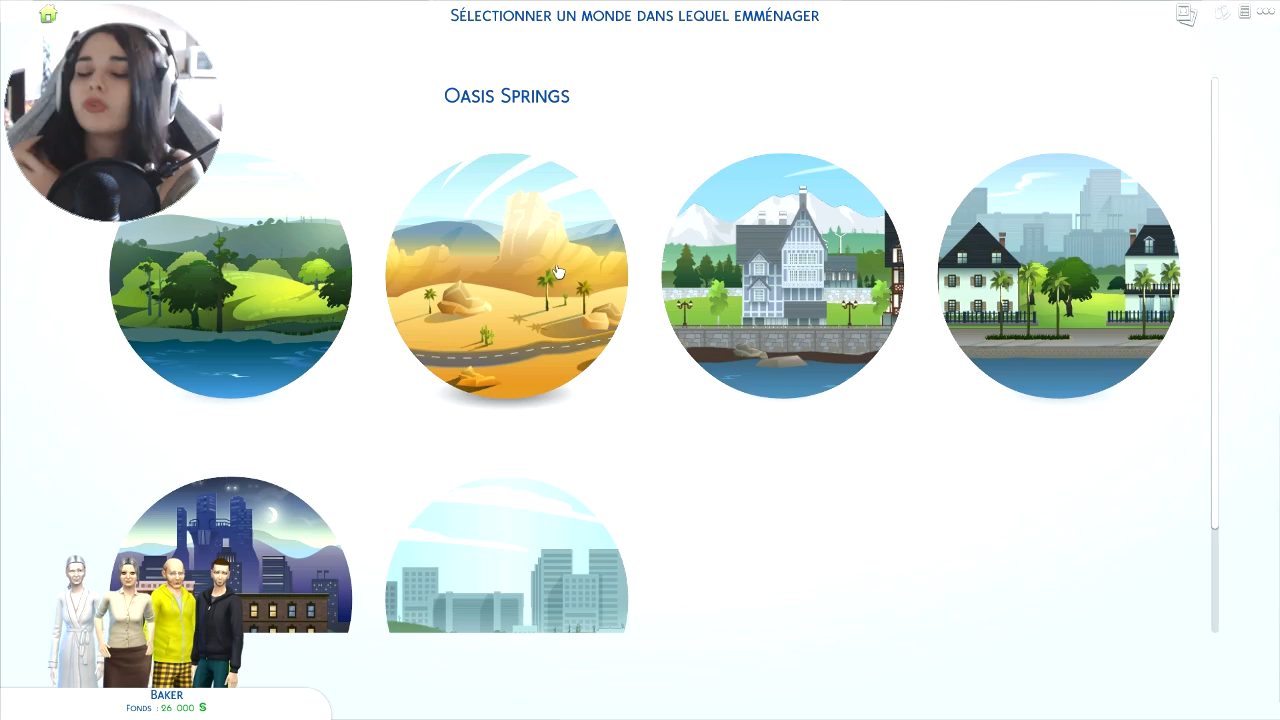 Sélectionner un monde dans lequel emménager
Oasis Springs
Baker
Fonds : 26 000 $